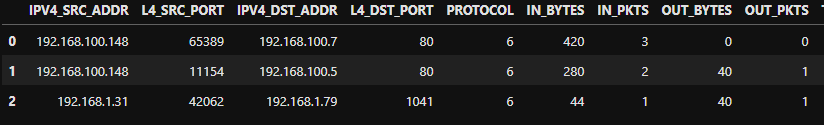 IPV4_SRC_ADDR L4_SRC_PORT IPV4_DST_ADDR L4_DST_PORT PROTOCOL IN_BYTES IN_PKTS OUT_BYTES OUT_PKTS
0 192.168.100.148 65389 192.168.100.7 80 6 420 3 0 0
1 192.168.100.148 11154 192.168.100.5 80 6 280 2 40 1
2 192.168.1.31 42062 192.168.1.79 1041 6 44 1 40 1